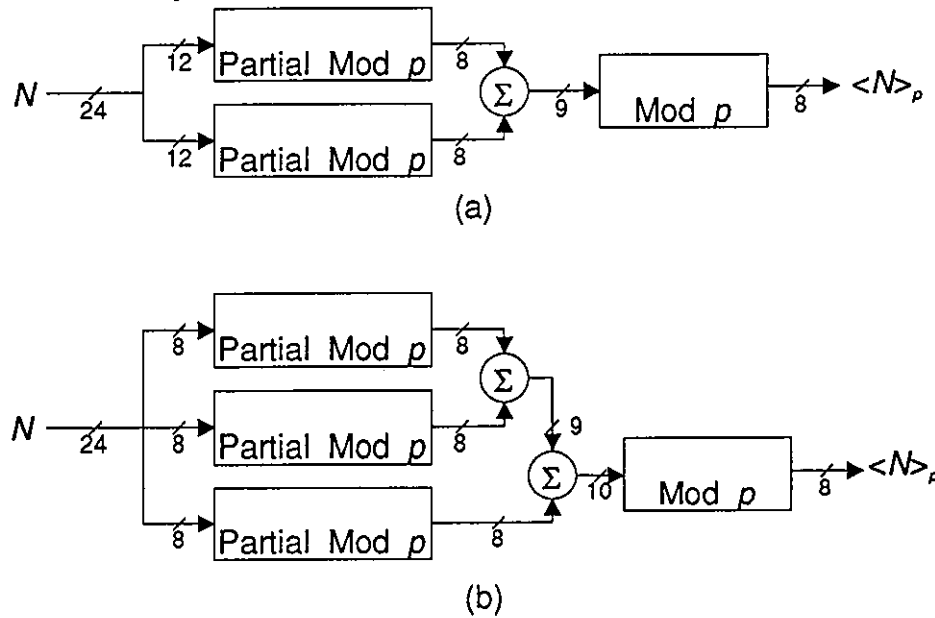 12 Partial Mod p 8
N 24 Σ 9 Mod p 8 <N>p
12 Partial Mod p 8
(a)
8 Partial Mod p 8
Σ
N 24 8 Partial Mod p 8 9
Σ 10 Mod p 8 <N>p
8 Partial Mod p 8
(b)